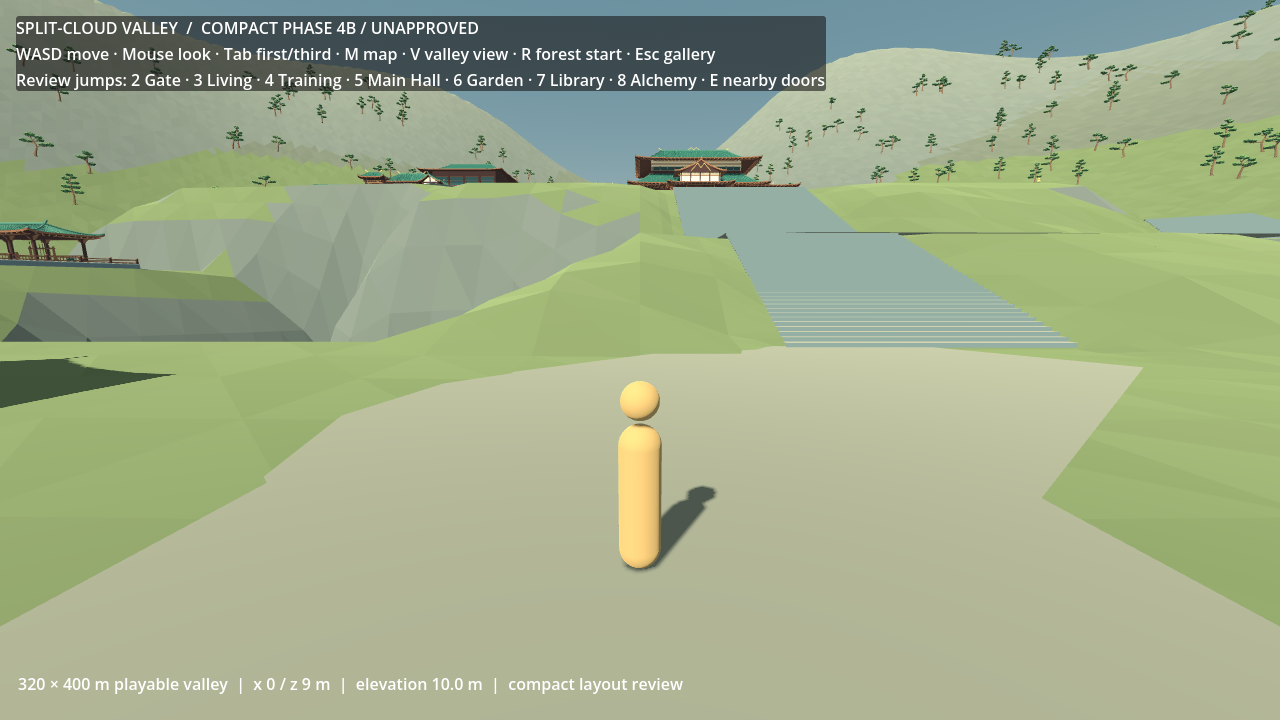 SPLIT-CLOUD VALLEY / COMPACT PHASE 4B / UNAPPROVED
WASD move · Mouse look · Tab first/third · M map · V valley view · R forest start · Esc gallery
Review jumps: 2 Gate · 3 Living · 4 Training · 5 Main Hall · 6 Garden · 7 Library · 8 Alchemy · E nearby doors
320 × 400 m playable valley | x 0 / z 9 m | elevation 10.0 m | compact layout review